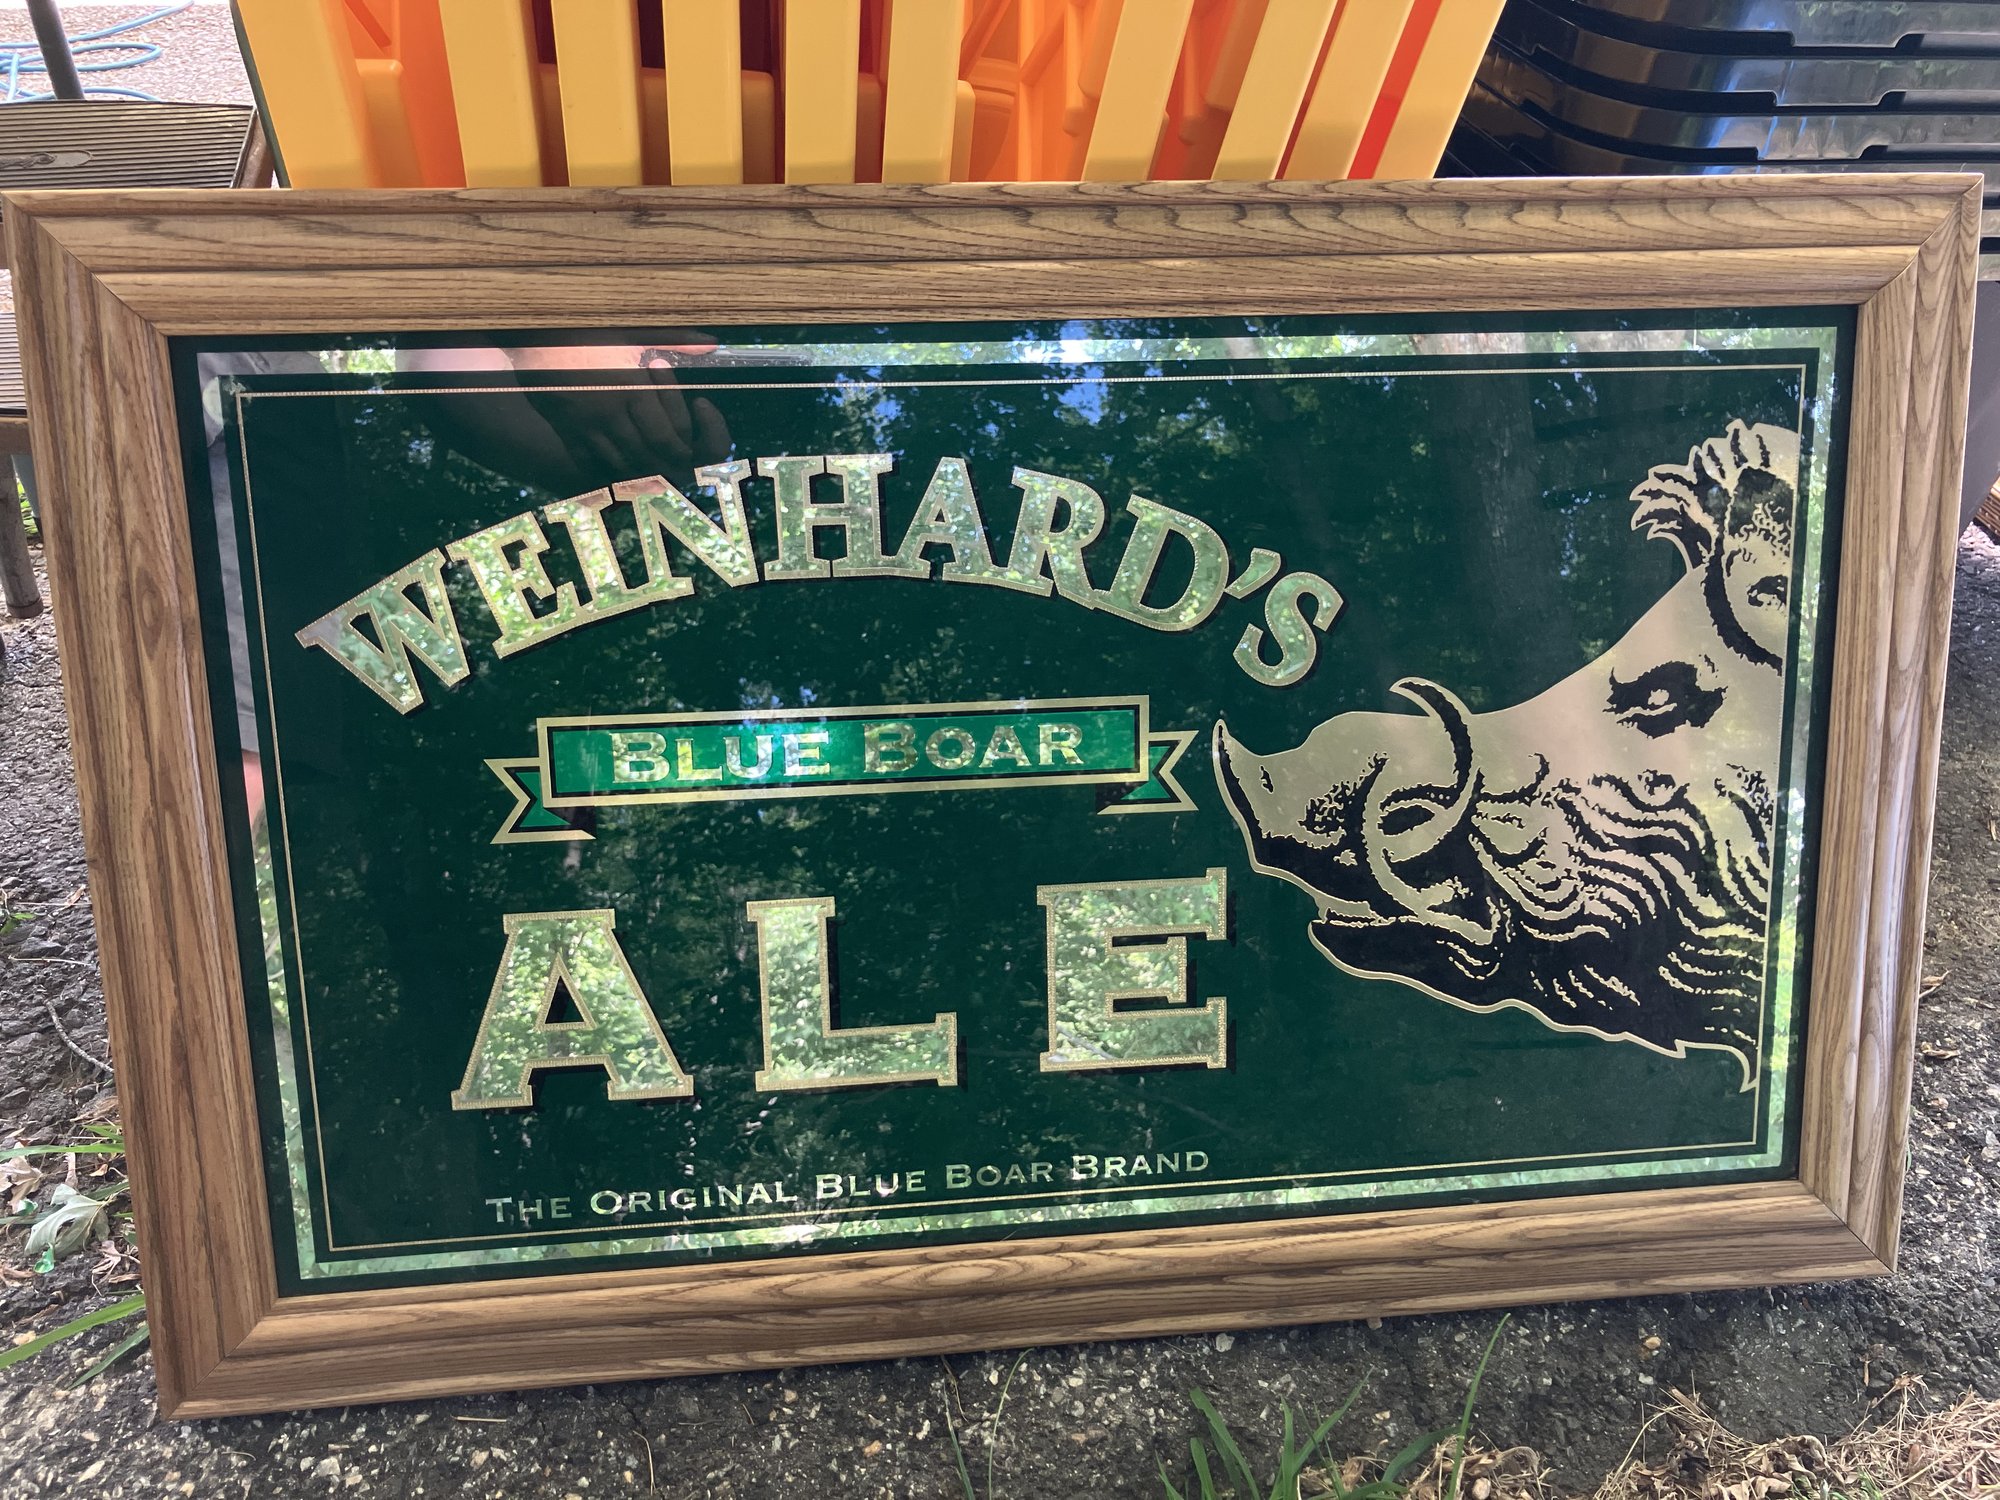 WEINHARD'S
BLUE BOAR
ALE
THE ORIGINAL BLUE BOAR BRAND